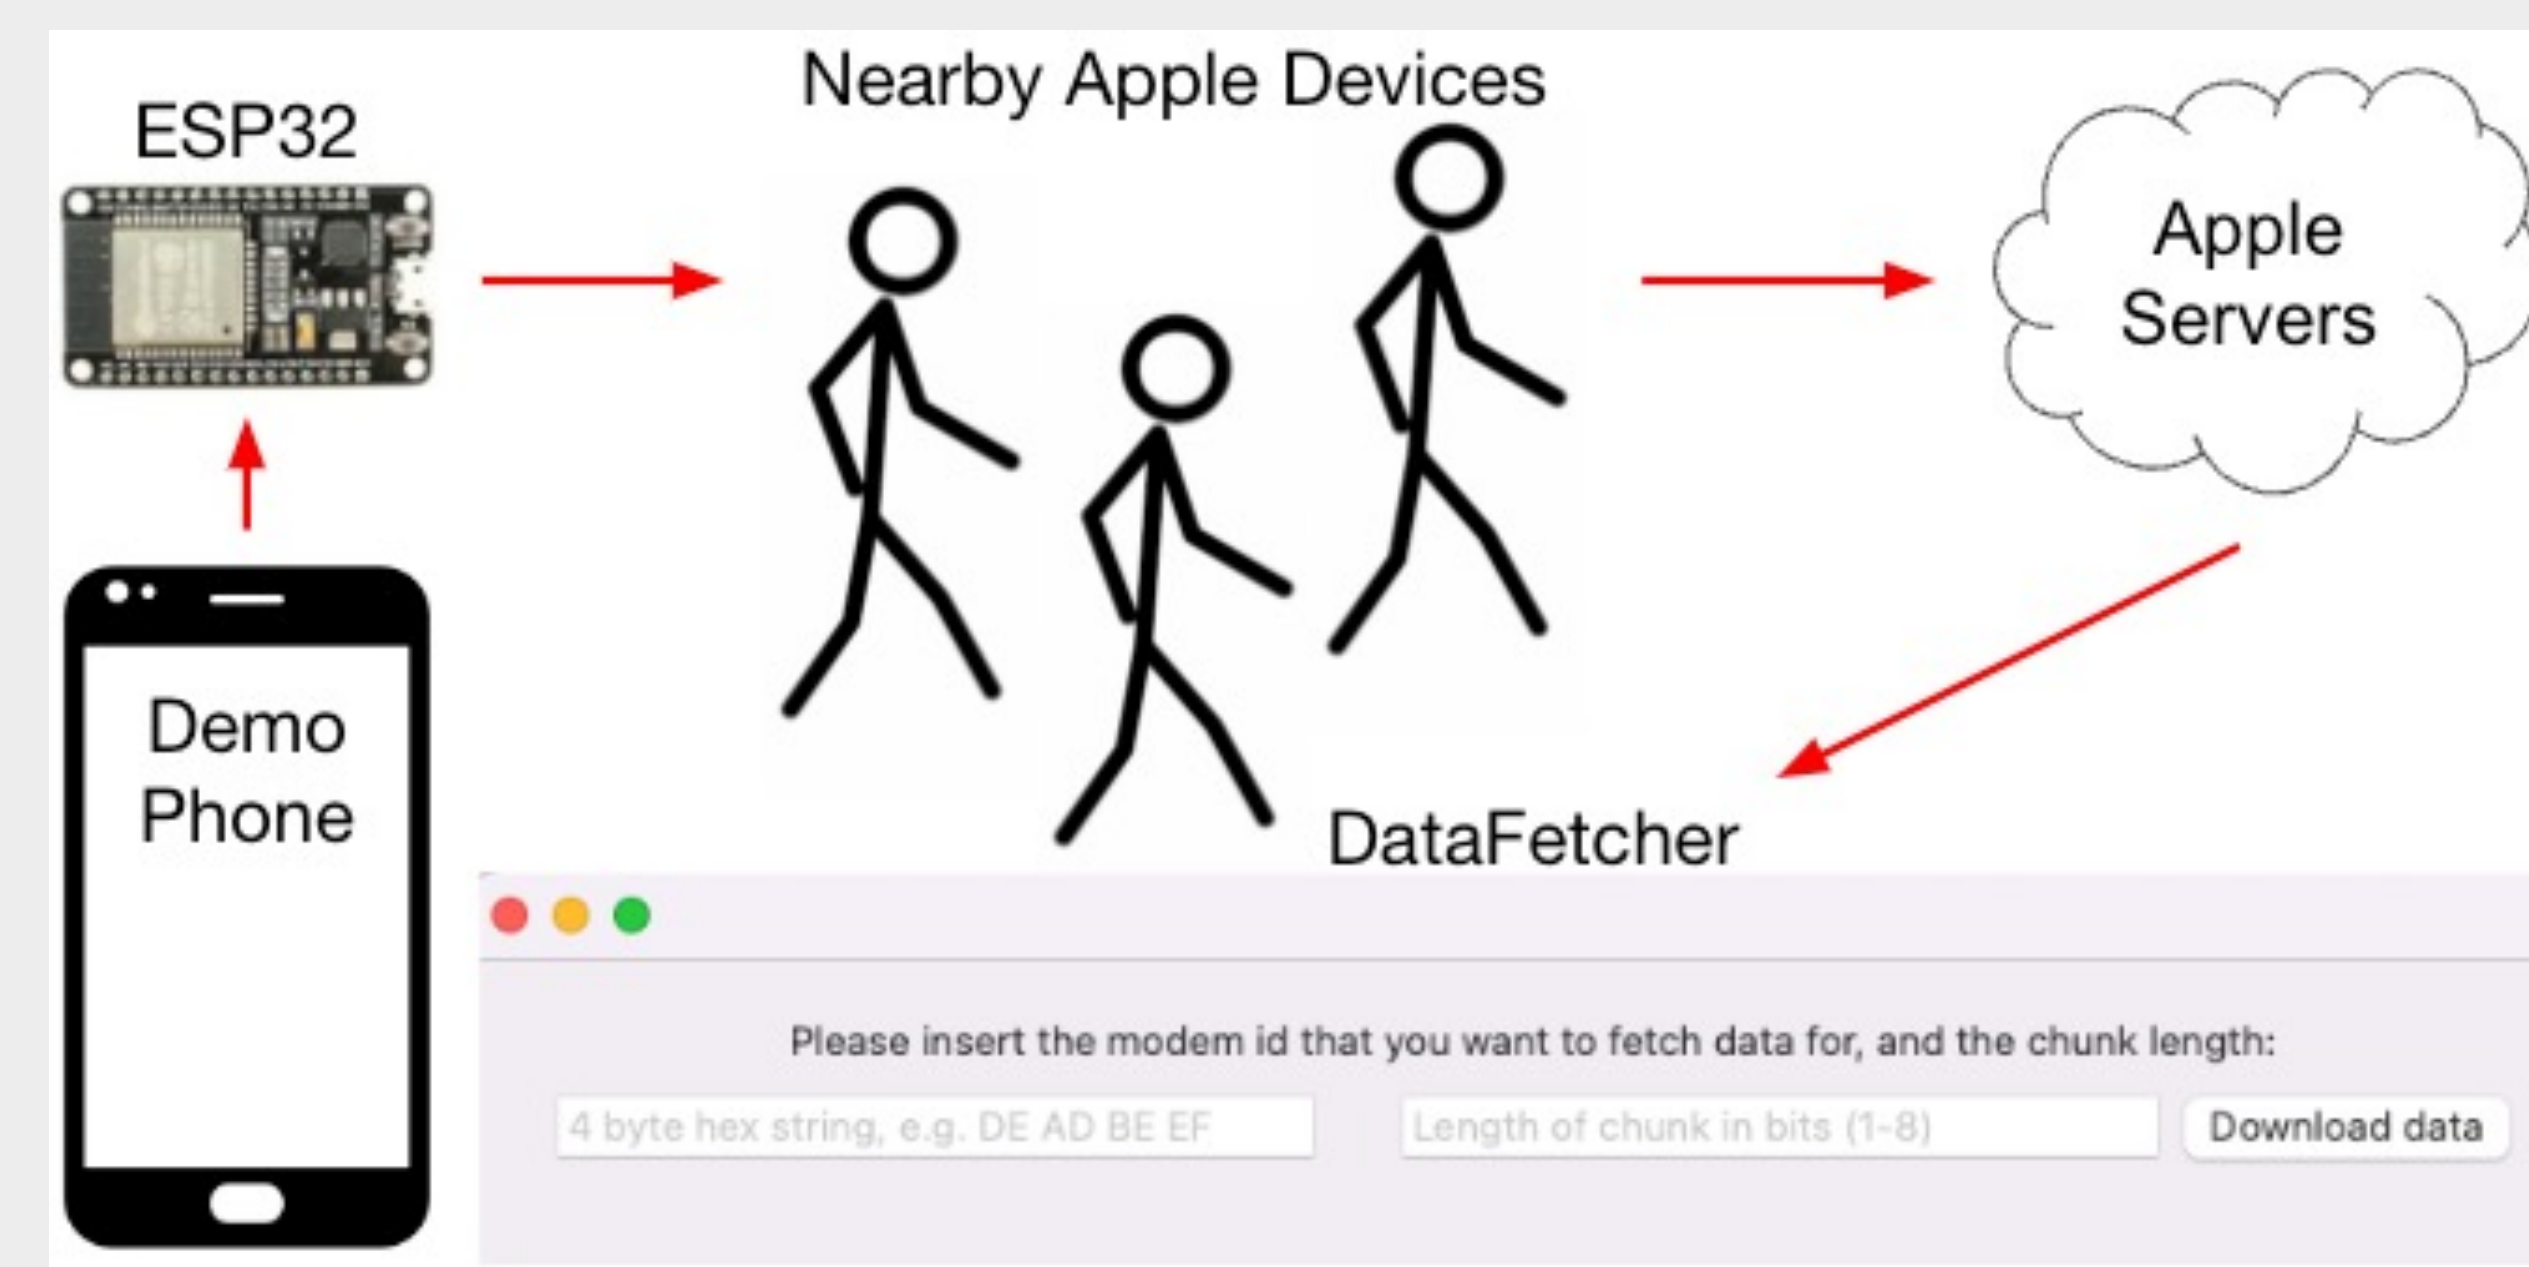 Nearby Apple Devices
ESP32
Apple
Servers
Demo
Phone
DataFetcher
Please insert the modem id that you want to fetch data for, and the chunk length:
4 byte hex string, e.g. DE AD BE EF
Length of chunk in bits (1-8)
Download data